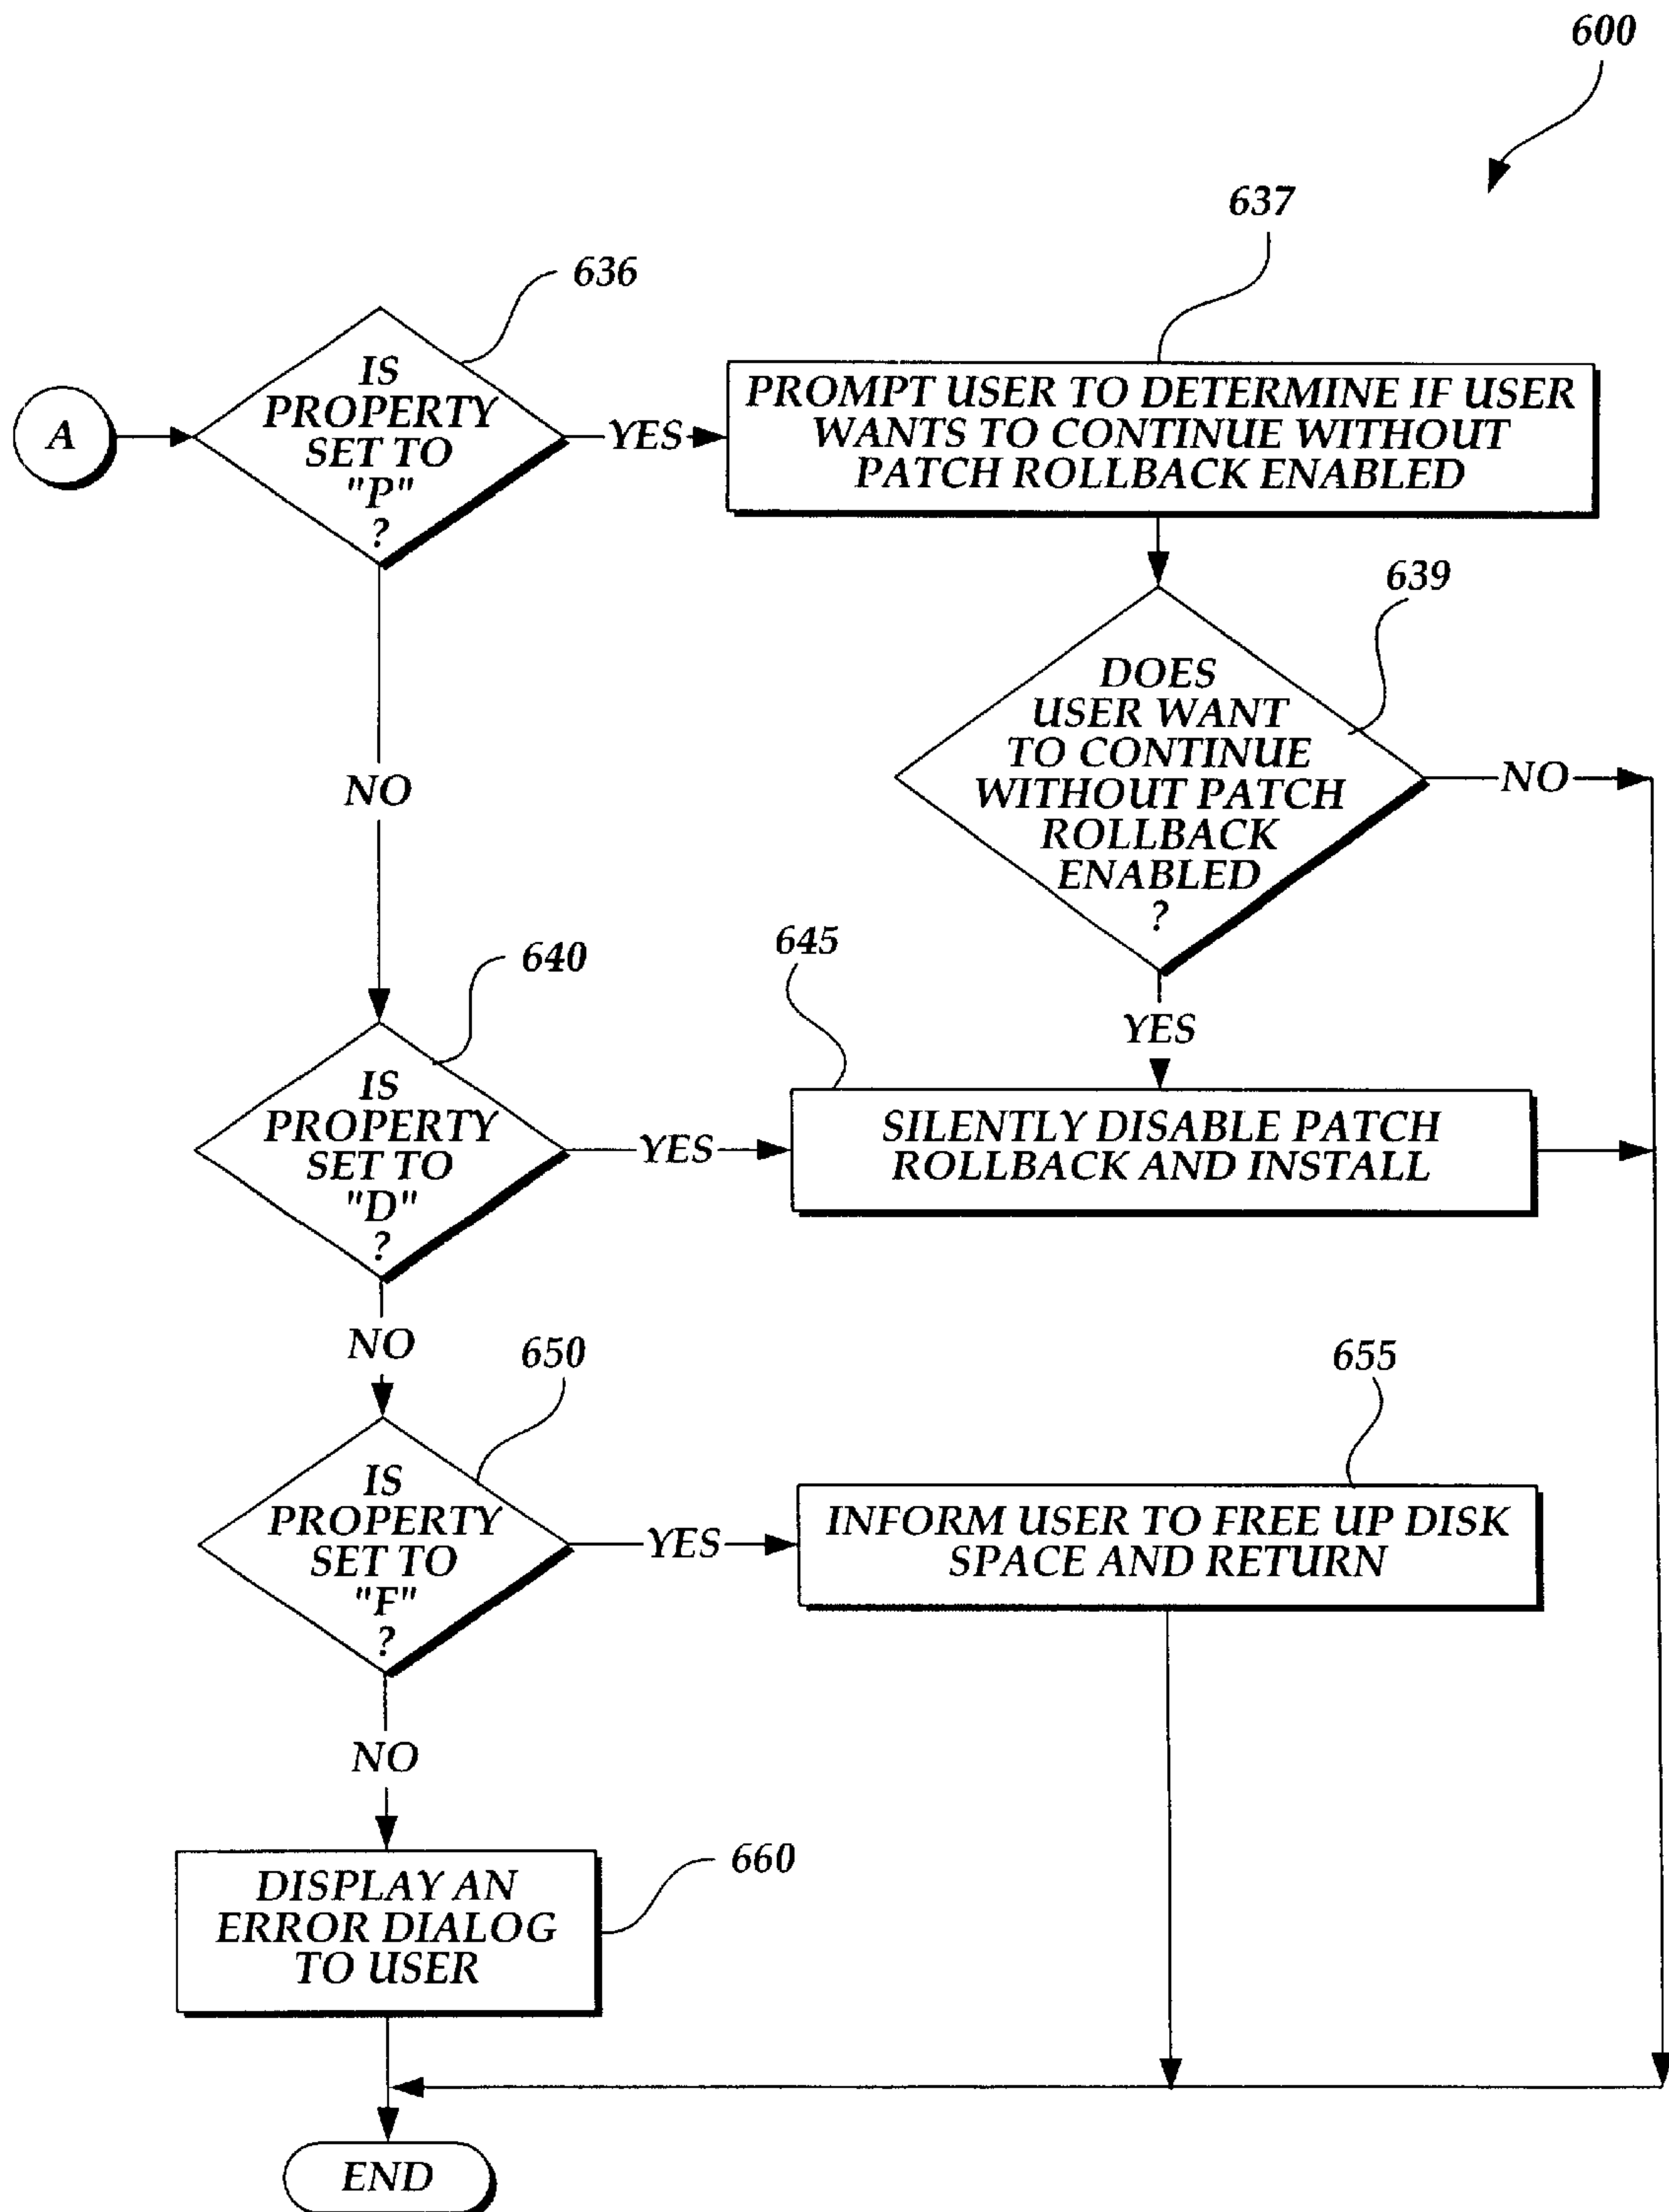 600
637
636
A
IS
PROPERTY
SET TO
"P"
?
YES
PROMPT USER TO DETERMINE IF USER
WANTS TO CONTINUE WITHOUT
PATCH ROLLBACK ENABLED
639
DOES
USER WANT
TO CONTINUE
WITHOUT PATCH
ROLLBACK
ENABLED
?
NO
NO
645
640
YES
IS
PROPERTY
SET TO
"D"
?
YES
SILENTLY DISABLE PATCH
ROLLBACK AND INSTALL
NO
650
655
IS
PROPERTY
SET TO
"F"
?
YES
INFORM USER TO FREE UP DISK
SPACE AND RETURN
NO
660
DISPLAY AN
ERROR DIALOG
TO USER
END